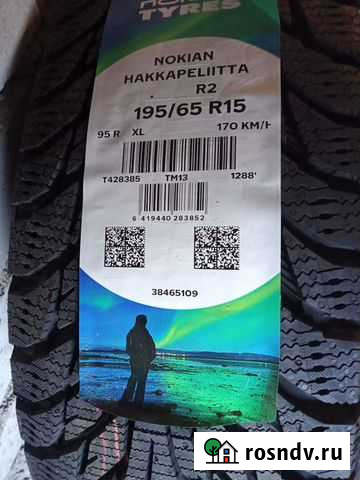 TYRES
NOKIAN
HAKKAPELIITTA
R2
195/65 R15
95 R XL 170 KM/H
T428385 TM13 1288'
6 419440 283852
38465109
rosndv.ru